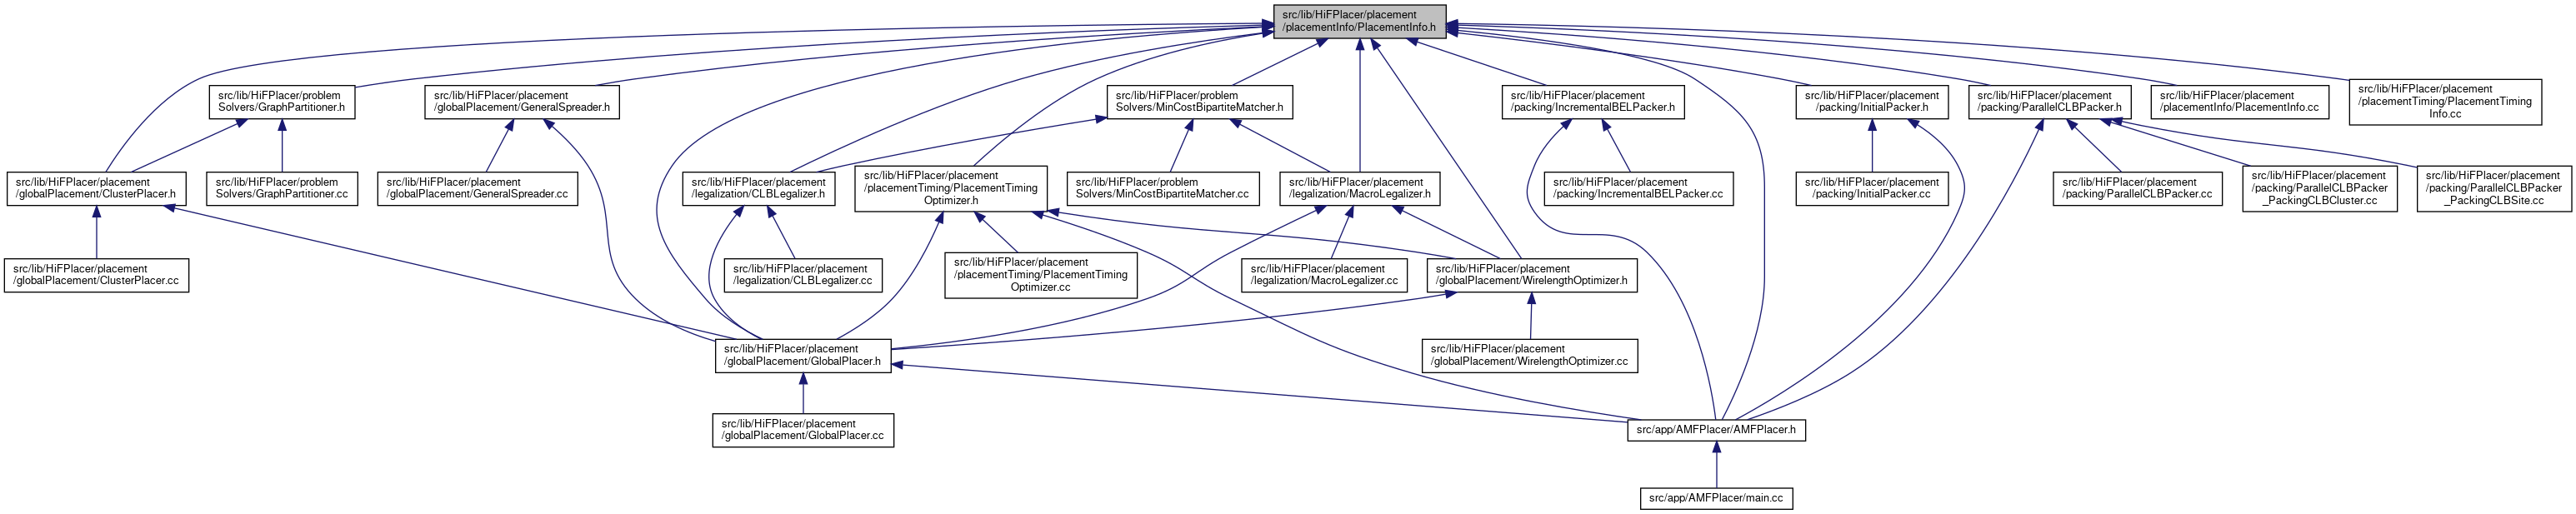 src/lib/HiFPlacer/placement
/placementInfo/PlacementInfo.h
src/lib/HiFPlacer/problem
Solvers/GraphPartitioner.h
src/lib/HiFPlacer/placement
/globalPlacement/GeneralSpreader.h
src/lib/HiFPlacer/problem
Solvers/MinCostBipartiteMatcher.h
src/lib/HiFPlacer/placement
/packing/IncrementalBELPacker.h
src/lib/HiFPlacer/placement
/packing/InitialPacker.h
src/lib/HiFPlacer/placement
/packing/ParallelCLBPacker.h
src/lib/HiFPlacer/placement
/placementInfo/PlacementInfo.cc
src/lib/HiFPlacer/placement
/placementTiming/PlacementTiming
Info.cc
src/lib/HiFPlacer/placement
/globalPlacement/ClusterPlacer.h
src/lib/HiFPlacer/problem
Solvers/GraphPartitioner.cc
src/lib/HiFPlacer/placement
/globalPlacement/GeneralSpreader.cc
src/lib/HiFPlacer/placement
/legalization/CLBLegalizer.h
src/lib/HiFPlacer/placement
/placementTiming/PlacementTiming
Optimizer.h
src/lib/HiFPlacer/problem
Solvers/MinCostBipartiteMatcher.cc
src/lib/HiFPlacer/placement
/legalization/MacroLegalizer.h
src/lib/HiFPlacer/placement
/packing/IncrementalBELPacker.cc
src/lib/HiFPlacer/placement
/packing/InitialPacker.cc
src/lib/HiFPlacer/placement
/packing/ParallelCLBPacker.cc
src/lib/HiFPlacer/placement
/packing/ParallelCLBPacker
_PackingCLBCluster.cc
src/lib/HiFPlacer/placement
/packing/ParallelCLBPacker
_PackingCLBSite.cc
src/lib/HiFPlacer/placement
/globalPlacement/ClusterPlacer.cc
src/lib/HiFPlacer/placement
/legalization/CLBLegalizer.cc
src/lib/HiFPlacer/placement
/placementTiming/PlacementTiming
Optimizer.cc
src/lib/HiFPlacer/placement
/legalization/MacroLegalizer.cc
src/lib/HiFPlacer/placement
/globalPlacement/WirelengthOptimizer.h
src/lib/HiFPlacer/placement
/globalPlacement/GlobalPlacer.h
src/lib/HiFPlacer/placement
/globalPlacement/WirelengthOptimizer.cc
src/lib/HiFPlacer/placement
/globalPlacement/GlobalPlacer.cc
src/app/AMFPlacer/AMFPlacer.h
src/app/AMFPlacer/main.cc